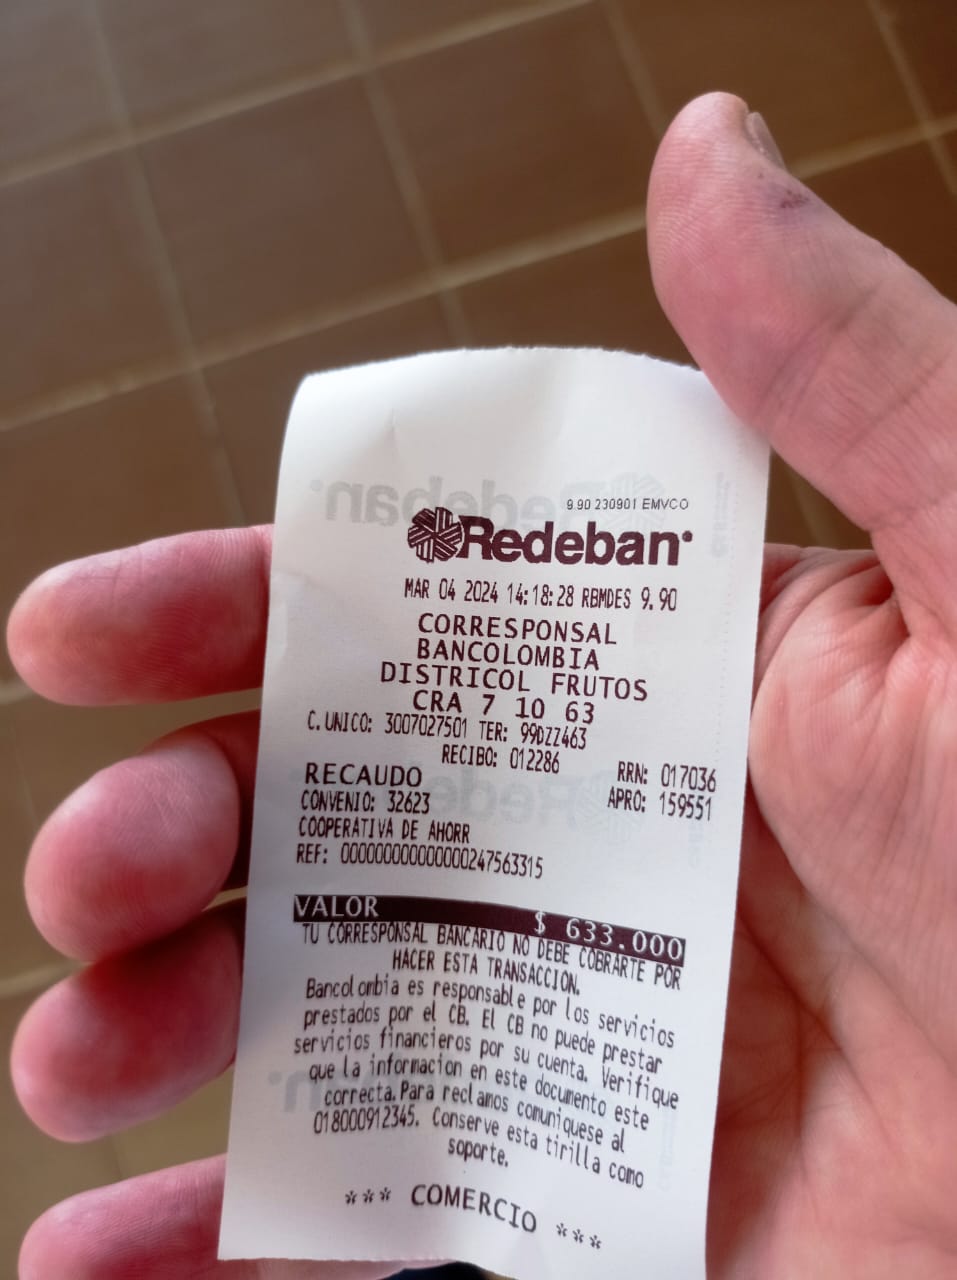 9.90 230901 EMVCO
Redeban
MAR 04 2024 14:18:28 RBMDES 9.90
CORRESPONSAL
BANCOLOMBIA
DISTRICOL FRUTOS
CRA 7 10 63
C. UNICO: 3007027501 TER: 99DZZ463
RECIBO: 012286 RRN: 017036
RECAUDO APRO: 159551
CONVENIO: 32623
COOPERATIVA DE AHORR
REF: 000000000000000247563315
VALOR $ 633.000
TU CORRESPONSAL BANCARIO NO DEBE COBRARTE POR
HACER ESTA TRANSACCION.
Bancolombia es responsable por los servicios
prestados por el CB. El CB no puede prestar
servicios financieros por su cuenta. Verifique
que la informacion en este documento este
correcta.Para reclamos comuniquese al
018000912345. Conserve esta tirilla como
soporte.
*** COMERCIO ***